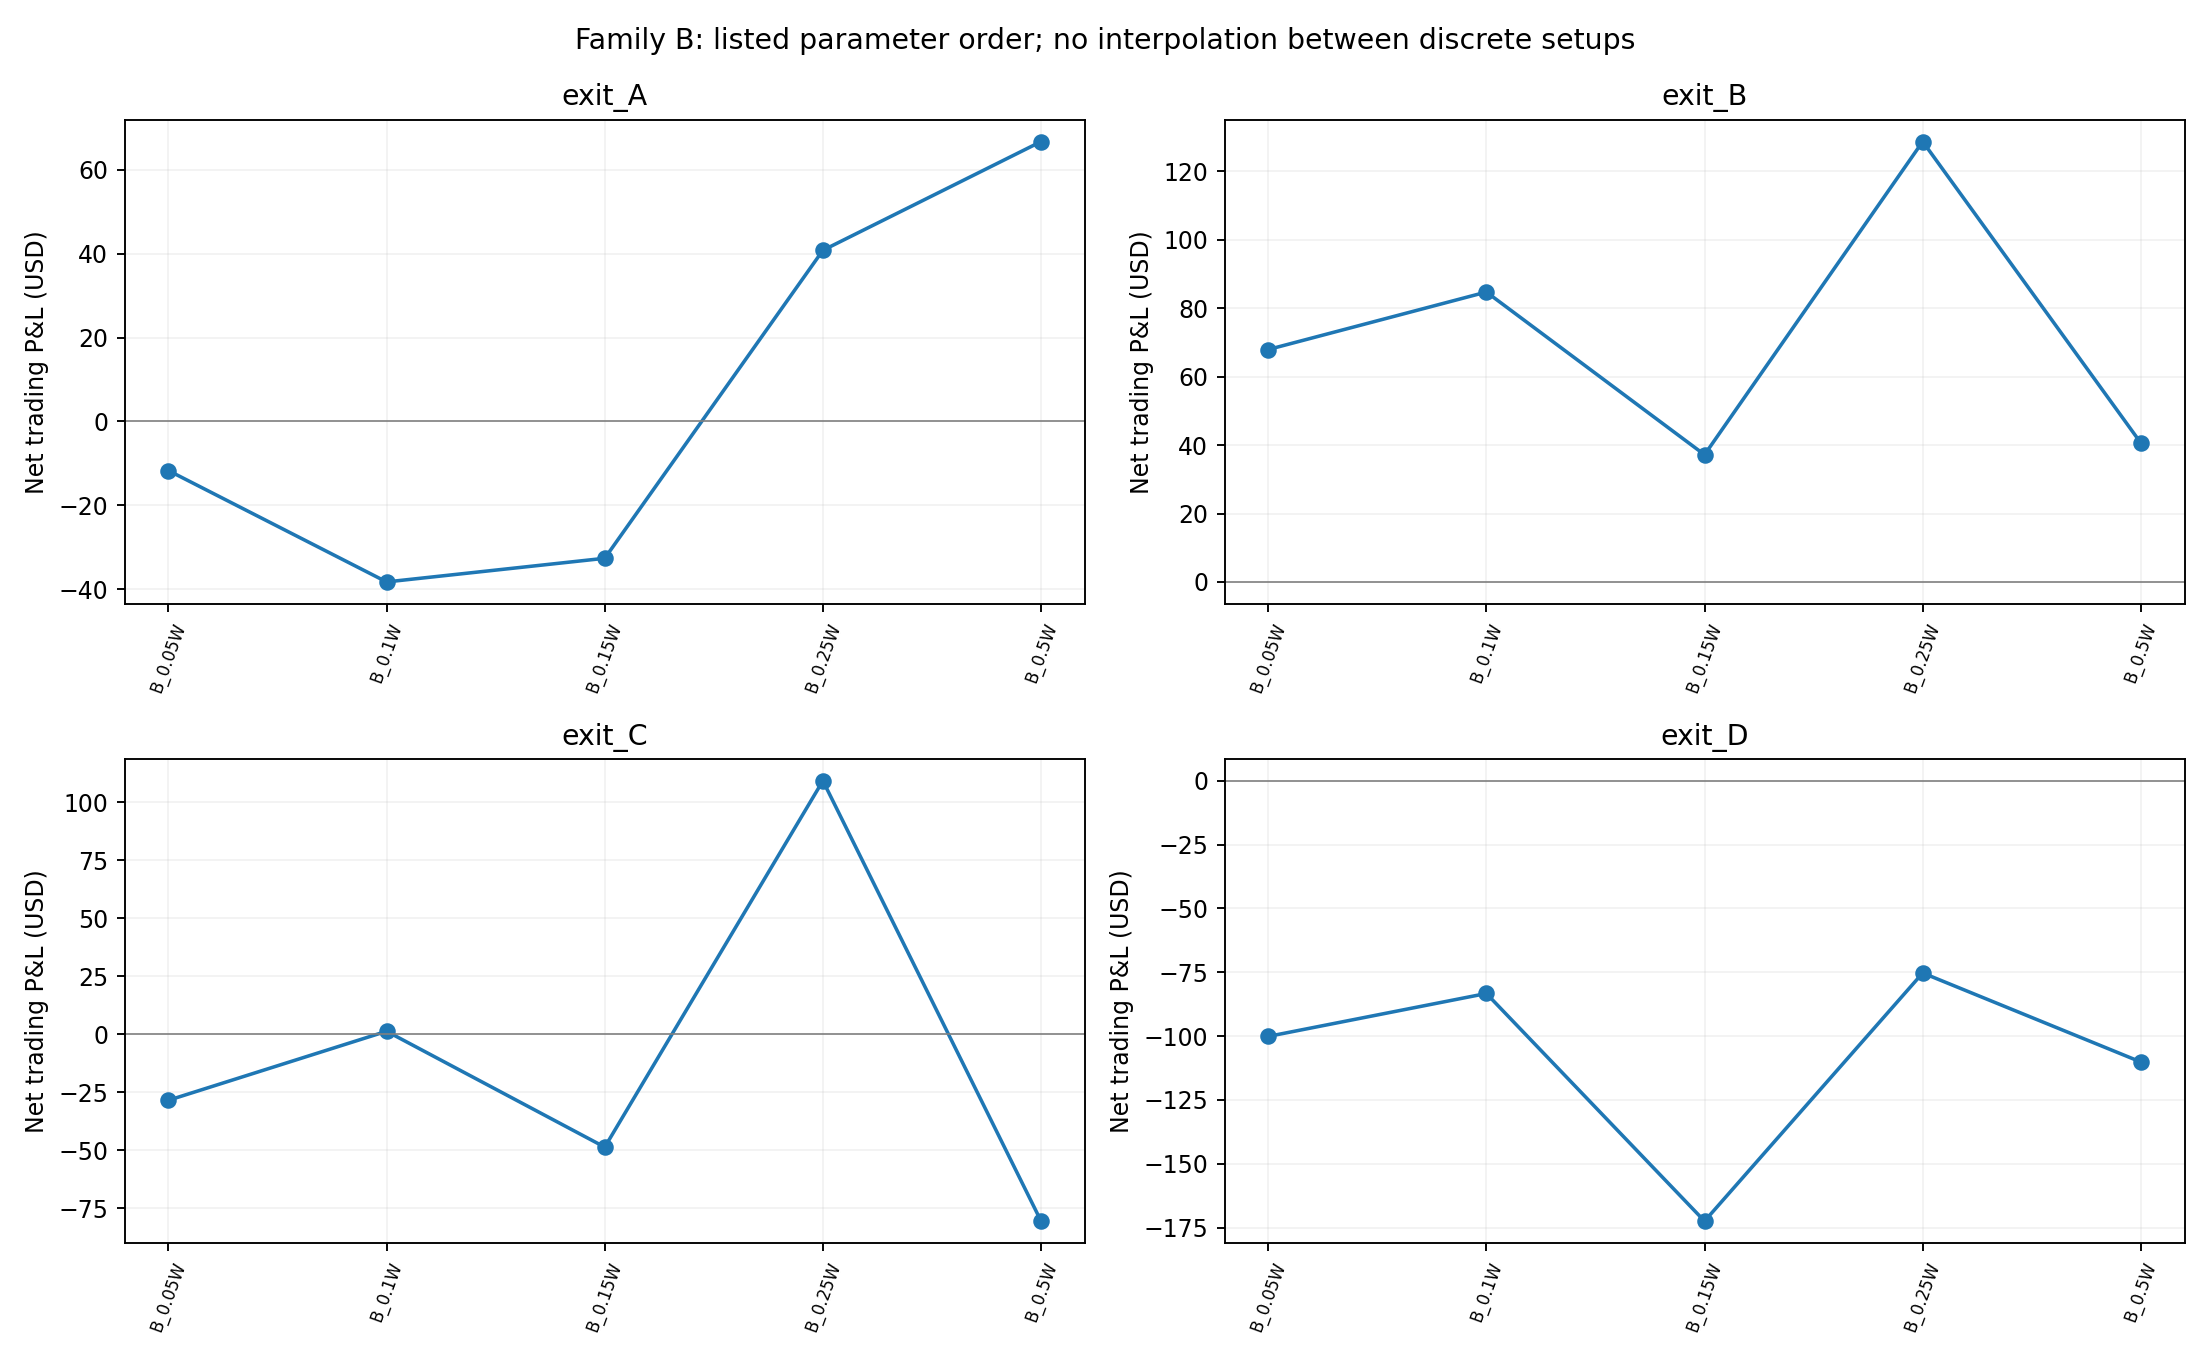 Family B: listed parameter order; no interpolation between discrete setups
exit_A
Net trading P&L (USD)
60
40
20
0
−20
−40
B_0.05W
B_0.1W
B_0.15W
B_0.25W
B_0.5W
exit_B
Net trading P&L (USD)
120
100
80
60
40
20
0
B_0.05W
B_0.1W
B_0.15W
B_0.25W
B_0.5W
exit_C
Net trading P&L (USD)
100
75
50
25
0
−25
−50
−75
B_0.05W
B_0.1W
B_0.15W
B_0.25W
B_0.5W
exit_D
Net trading P&L (USD)
0
−25
−50
−75
−100
−125
−150
−175
B_0.05W
B_0.1W
B_0.15W
B_0.25W
B_0.5W